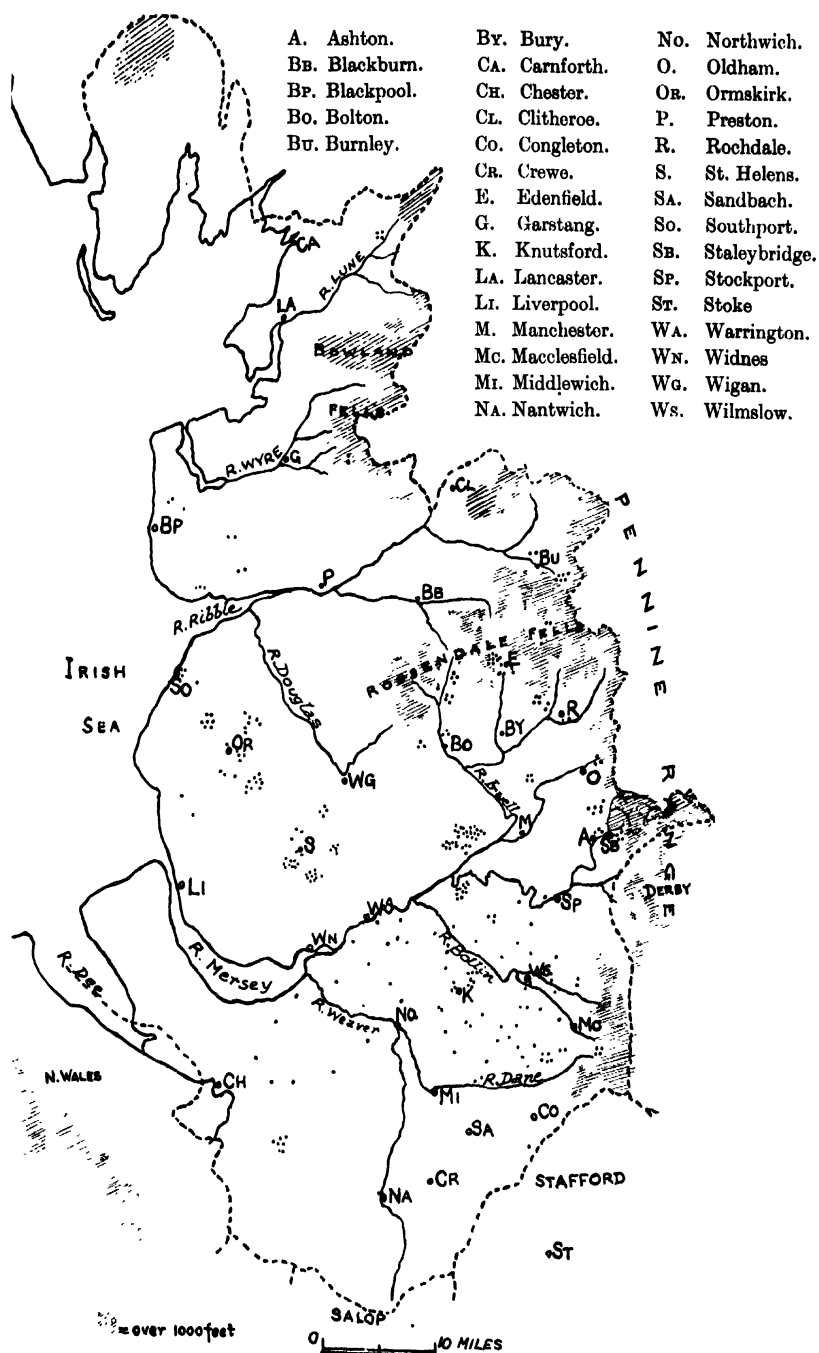 A. Ashton.
BB. Blackburn.
BP. Blackpool.
BO. Bolton.
BU. Burnley.
BY. Bury.
CA. Carnforth.
CH. Chester.
CL. Clitheroe.
CO. Congleton.
CR. Crewe.
E. Edenfield.
G. Garstang.
K. Knutsford.
LA. Lancaster.
LI. Liverpool.
M. Manchester.
MC. Macclesfield.
MI. Middlewich.
NA. Nantwich.
NO. Northwich.
O. Oldham.
OR. Ormskirk.
P. Preston.
R. Rochdale.
S. St. Helens.
SA. Sandbach.
SO. Southport.
SB. Staleybridge.
SP. Stockport.
ST. Stoke
WA. Warrington.
WN. Widnes
WG. Wigan.
WS. Wilmslow.
CA
R. LUNE
LA
BOWLAND
FELLS.
R. WYRE
G
CL
PENNINE RANGE
BP
BU
P
BB
R. Ribble
ROSSENDALE FELLS
IRISH
SEA
SO
R. Douglas
E
OR
BO
BY
R
WG
R. Irwell
O
M
S
A
SB
LI
DERBY
SP
WN
R. Mersey
R. Bollin
WS
R. Dee
K
R. Weaver
NO
MC
N. WALES
CH
MI
R. Dane
CO
SA
CR
STAFFORD
NA
ST
SALOP
= over 1000 feet
0 10 MILES